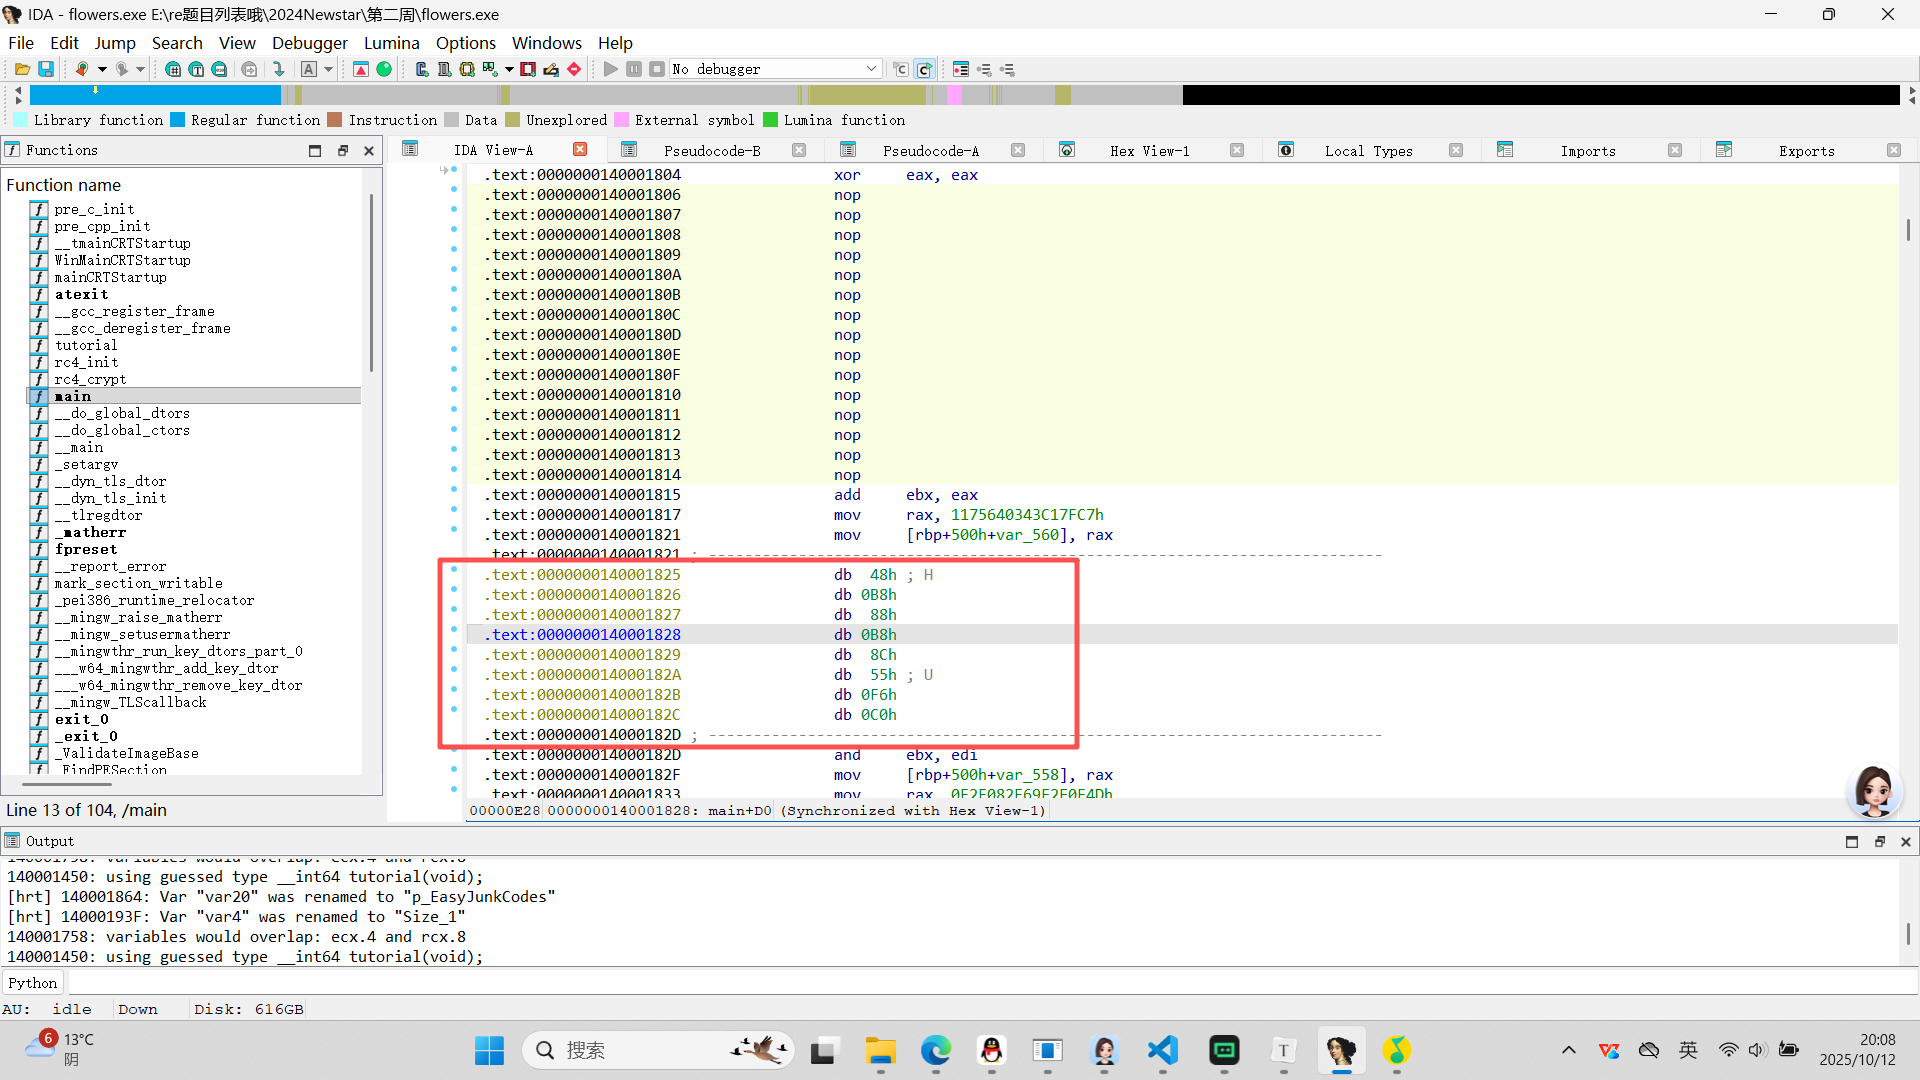 IDA - flowers.exe E:\re题目列表哦\2024Newstar\第二周\flowers.exe
File Edit Jump Search View Debugger Lumina Options Windows Help
No debugger
Library function Regular function Instruction Data Unexplored External symbol Lumina function
Functions
IDA View-A Pseudocode-B Pseudocode-A Hex View-1 Local Types Imports Exports
Function name
pre_c_init
pre_cpp_init
__tmainCRTStartup
WinMainCRTStartup
mainCRTStartup
atexit
__gcc_register_frame
__gcc_deregister_frame
tutorial
rc4_init
rc4_crypt
main
__do_global_dtors
__do_global_ctors
__main
_setargv
__dyn_tls_dtor
__dyn_tls_init
__tlregdtor
_matherr
fpreset
__report_error
mark_section_writable
_pei386_runtime_relocator
__mingw_raise_matherr
__mingw_setusermatherr
__mingwthr_run_key_dtors_part_0
___w64_mingwthr_add_key_dtor
___w64_mingwthr_remove_key_dtor
__mingw_TLScallback
exit_0
_exit_0
_ValidateImageBase
_FindPESection
Line 13 of 104, /main
.text:0000000140001804 xor eax, eax
.text:0000000140001806 nop
.text:0000000140001807 nop
.text:0000000140001808 nop
.text:0000000140001809 nop
.text:000000014000180A nop
.text:000000014000180B nop
.text:000000014000180C nop
.text:000000014000180D nop
.text:000000014000180E nop
.text:000000014000180F nop
.text:0000000140001810 nop
.text:0000000140001811 nop
.text:0000000140001812 nop
.text:0000000140001813 nop
.text:0000000140001814 nop
.text:0000000140001815 add ebx, eax
.text:0000000140001817 mov rax, 1175640343C17FC7h
.text:0000000140001821 mov [rbp+500h+var_560], rax
.text:0000000140001821 ; ---------------------------------------------------------------------------
.text:0000000140001825 db 48h ; H
.text:0000000140001826 db 0B8h
.text:0000000140001827 db 88h
.text:0000000140001828 db 0B8h
.text:0000000140001829 db 8Ch
.text:000000014000182A db 55h ; U
.text:000000014000182B db 0F6h
.text:000000014000182C db 0C0h
.text:000000014000182D ; ---------------------------------------------------------------------------
.text:000000014000182D and ebx, edi
.text:000000014000182F mov [rbp+500h+var_558], rax
.text:0000000140001833 mov rax, 0F2F082F69F2F0F4Dh
00000E28 0000000140001828: main+D0 (Synchronized with Hex View-1)
Output
140001758: variables would overlap: ecx.4 and rcx.8
140001450: using guessed type __int64 tutorial(void);
[hrt] 140001864: Var "var20" was renamed to "p_EasyJunkCodes"
[hrt] 14000193F: Var "var4" was renamed to "Size_1"
140001758: variables would overlap: ecx.4 and rcx.8
140001450: using guessed type __int64 tutorial(void);
Python
AU: idle Down Disk: 616GB
6 13°C
阴
搜索
英
20:08
2025/10/12